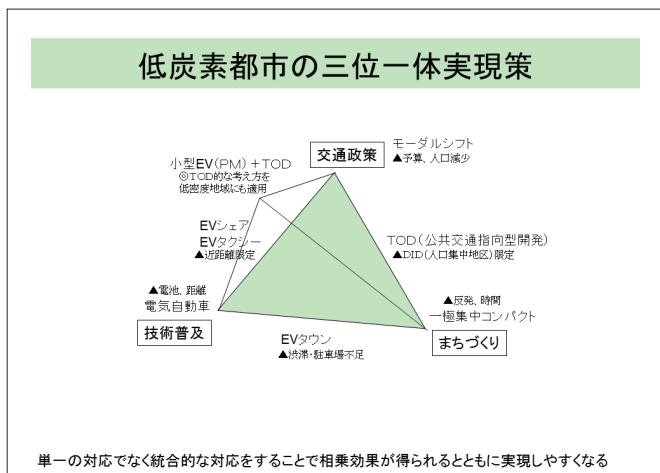 低炭素都市の三位一体実現策
小型EV(PM)+TOD
◎TOD的な考え方を
低密度地域にも適用
交通政策
モーダルシフト
▲予算、人口減少
EVシェア
EVタクシー
▲近距離限定
TOD(公共交通指向型開発)
▲DID(人口集中地区)限定
▲電池、距離
電気自動車
技術普及
▲反発、時間
一極集中コンパクト
まちづくり
EVタウン
▲渋滞・駐車場不足
単一の対応でなく統合的な対応をすることで相乗効果が得られるとともに実現しやすくなる